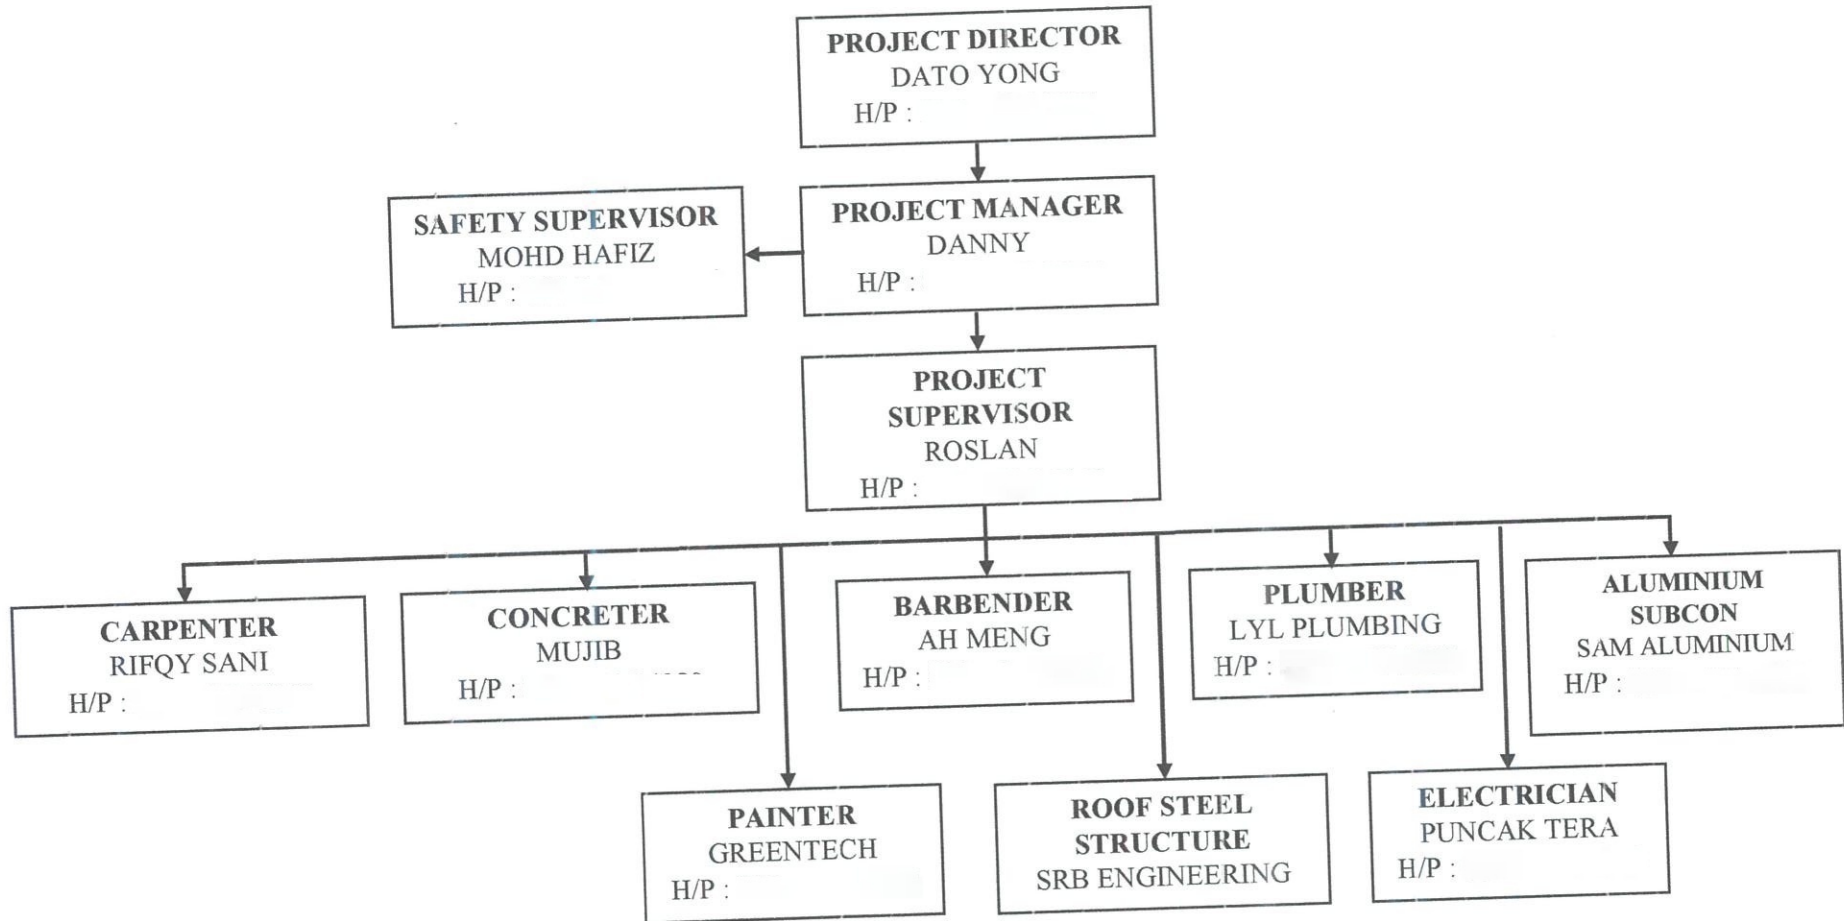 PROJECT DIRECTOR
DATO YONG
H/P :
SAFETY SUPERVISOR
MOHD HAFIZ
H/P :
PROJECT MANAGER
DANNY
H/P :
PROJECT
SUPERVISOR
ROSLAN
H/P :
CARPENTER
RIFQY SANI
H/P :
CONCRETER
MUJIB
H/P :
BARBENDER
AH MENG
H/P :
PLUMBER
LYL PLUMBING
H/P :
ALUMINIUM
SUBCON
SAM ALUMINIUM
H/P :
PAINTER
GREENTECH
H/P :
ROOF STEEL
STRUCTURE
SRB ENGINEERING
ELECTRICIAN
PUNCAK TERA
H/P :